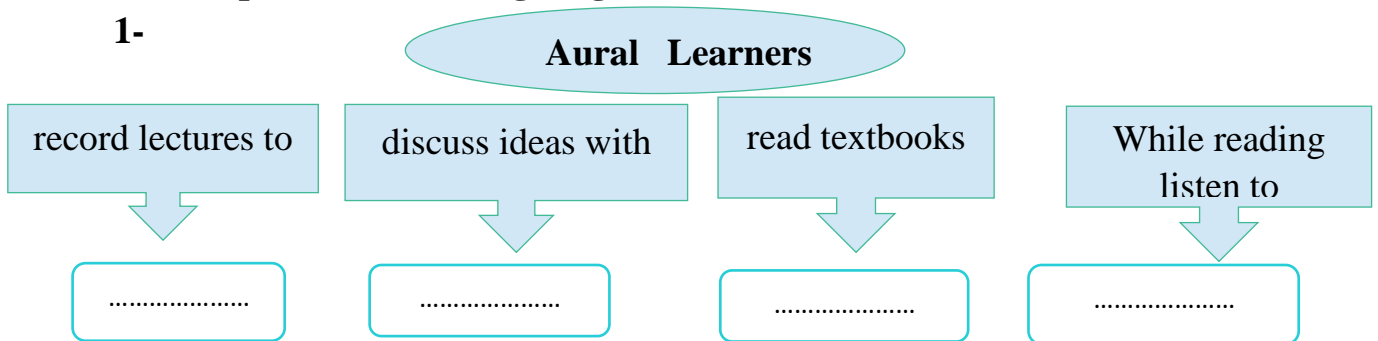 1-
Aural Learners
record lectures to
discuss ideas with
read textbooks
While reading
listen to
.....................
.....................
.....................
.....................